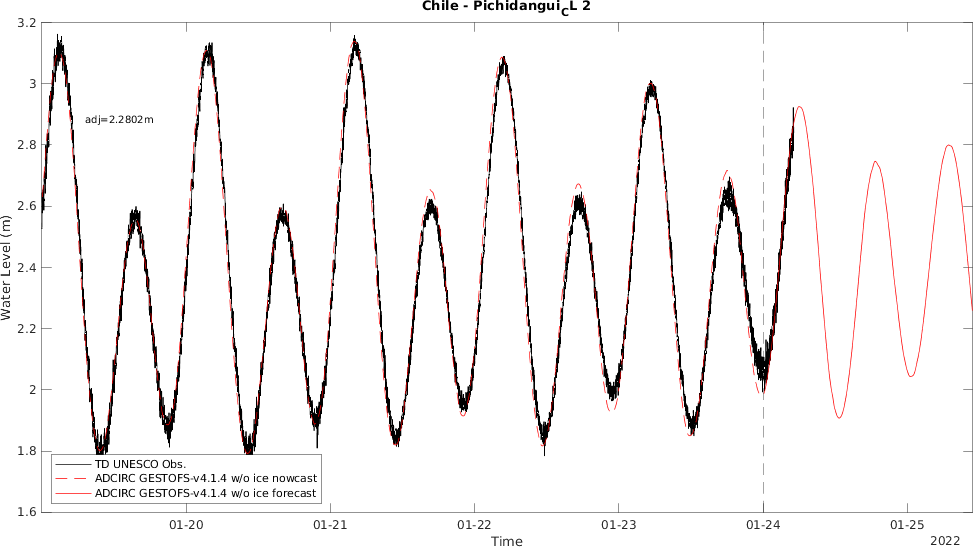 Chile - PichidanguiCL 2
3.2
3
2.8
2.6
2.4
2.2
2
1.8
1.6
Water Level (m)
adj=2.2802m
TD UNESCO Obs.
ADCIRC GESTOFS-v4.1.4 w/o ice nowcast
ADCIRC GESTOFS-v4.1.4 w/o ice forecast
01-20
01-21
01-22
01-23
01-24
01-25
Time
2022